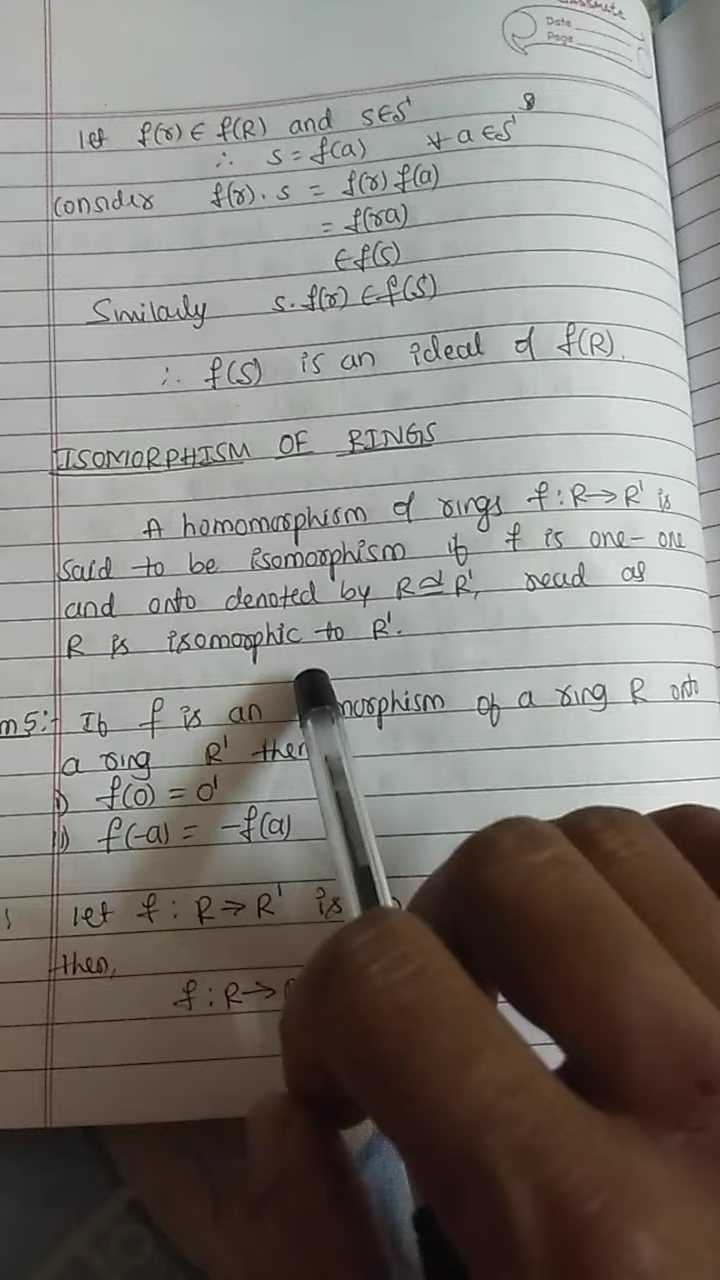 classmate
Date
Page
8
let f(r) ∈ f(R) and s∈S'
∴ s = f(a) ∀ a ∈ S'
consider f(r). s = f(r) f(a)
= f(ra)
∈ f(S)
Similarly s. f(r) ∈ f(S)
∴ f(S) is an ideal of f(R).
ISOMORPHISM OF RINGS
A homomorphism of rings f : R → R' is
said to be isomorphism if f is one-one
and onto denoted by R ≅ R', read as
R is isomorphic to R'.
m 5:- If f is an morphism of a ring R onto
a ring R' then
i) f(0) = 0'
ii) f(-a) = -f(a)
let f : R → R' is
then,
f : R →